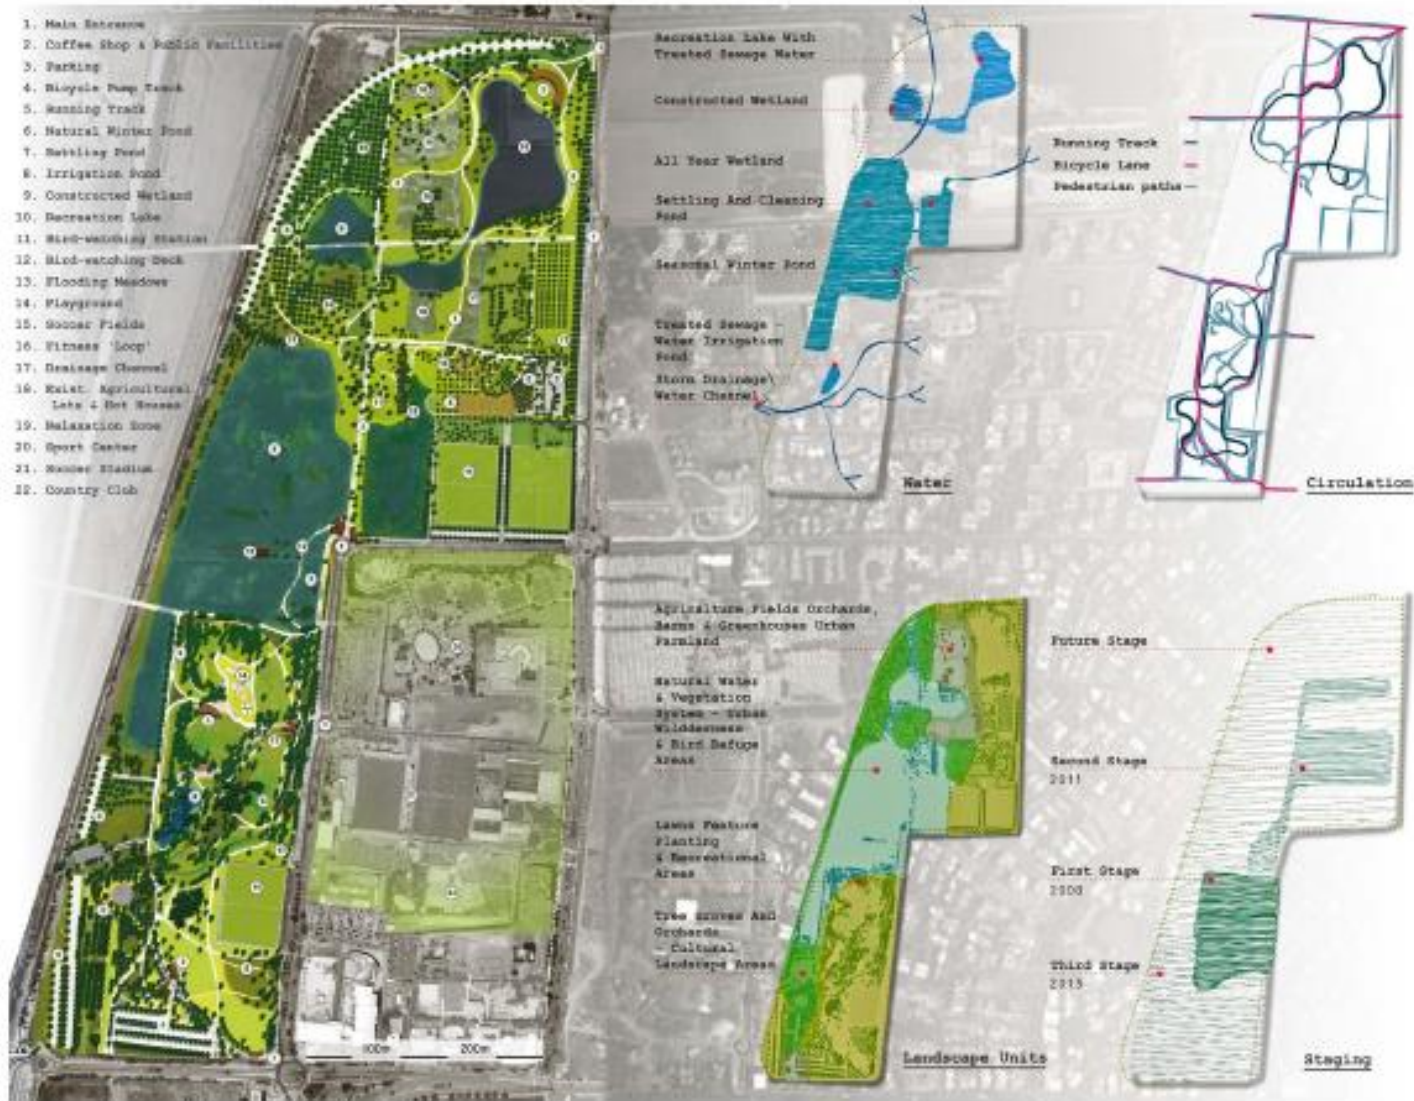 1. Main Entrance
2. Coffee Shop & Public Facilities
3. Parking
4. Bicycle Pump Track
5. Running Track
6. Natural Winter Pond
7. Settling Pond
8. Irrigation Pond
9. Constructed Wetland
10. Recreation Lake
11. Bird-watching Station
12. Bird-watching Deck
13. Flooding Meadows
14. Playground
15. Soccer Fields
16. Fitness 'Loop'
17. Drainage Channel
18. Exist. Agricultural
Lots & Hot Houses
19. Relaxation Zone
20. Sport Center
21. Soccer Stadium
22. Country Club
100m
200m
Recreation Lake With
Treated Sewage Water
Constructed Wetland
All Year Wetland
Settling And Cleaning
Pond
Seasonal Winter Pond
Treated Sewage -
Water Irrigation
Pond
Storm Drainage\
Water Channel
Water
Running Track
Bicycle Lane
Pedestrian paths
Circulation
Agriculture Fields Orchards,
Barns & Greenhouses Urban
Farmland
Natural Water
& Vegetation
System - Urban
Wilderness
& Bird Refuge
Areas
Lawns Feature
Planting
& Recreational
Areas
Tree Groves And
Orchards
- Cultural
Landscape Areas
Landscape Units
Future Stage
Second Stage
2011
First Stage
2008
Third Stage
2013
Staging